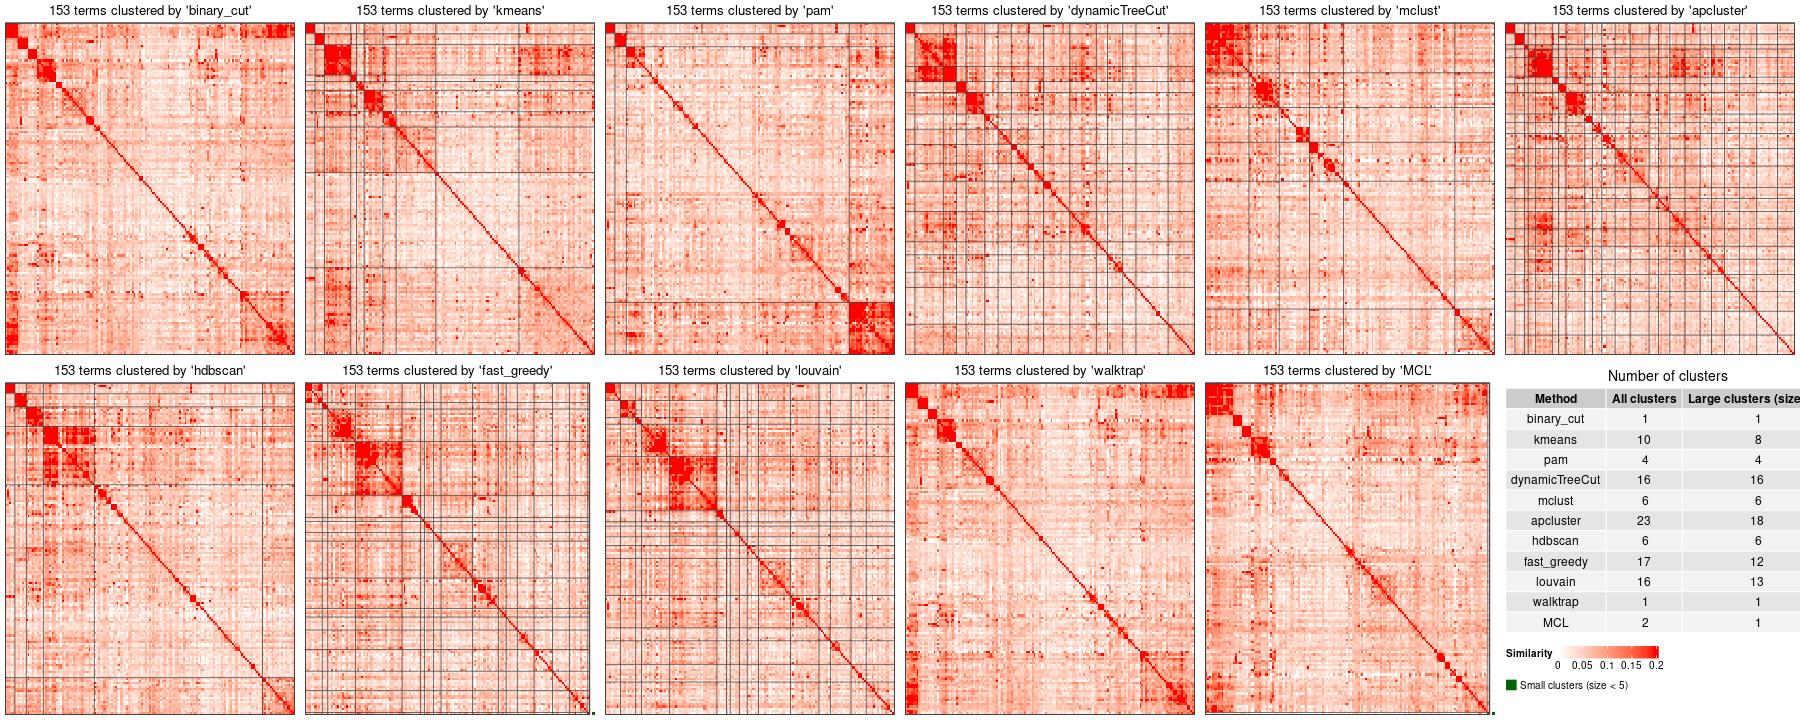 153 terms clustered by 'binary_cut'
153 terms clustered by 'kmeans'
153 terms clustered by 'pam'
153 terms clustered by 'dynamicTreeCut'
153 terms clustered by 'mclust'
153 terms clustered by 'apcluster'
153 terms clustered by 'hdbscan'
153 terms clustered by 'fast_greedy'
153 terms clustered by 'louvain'
153 terms clustered by 'walktrap'
153 terms clustered by 'MCL'
Number of clusters
Method All clusters Large clusters (size
binary_cut 1 1
kmeans 10 8
pam 4 4
dynamicTreeCut 16 16
mclust 6 6
apcluster 23 18
hdbscan 6 6
fast_greedy 17 12
louvain 16 13
walktrap 1 1
MCL 2 1
Similarity
0 0.05 0.1 0.15 0.2
Small clusters (size < 5)